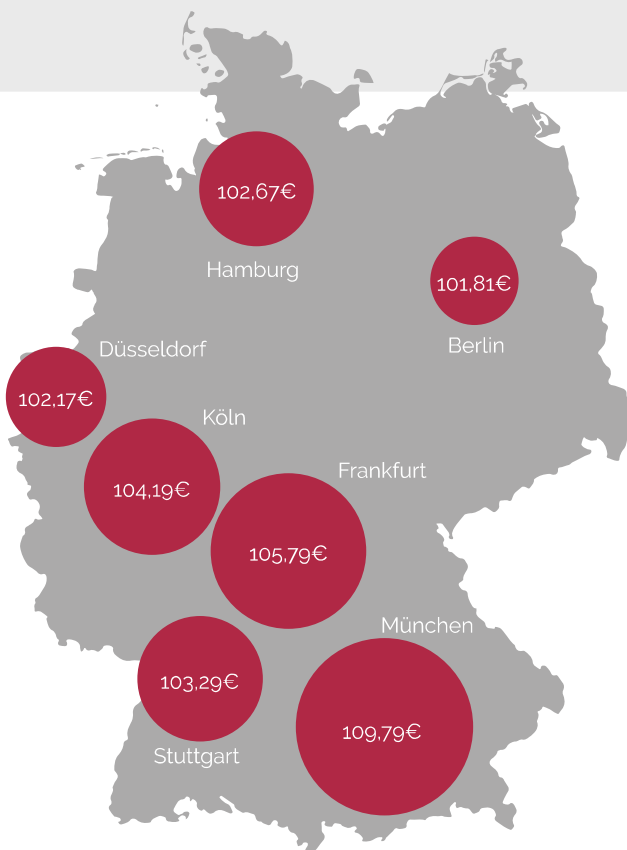 102,67€
Hamburg
101,81€
Berlin
Düsseldorf
102,17€
Köln
104,19€
Frankfurt
105,79€
München
109,79€
103,29€
Stuttgart